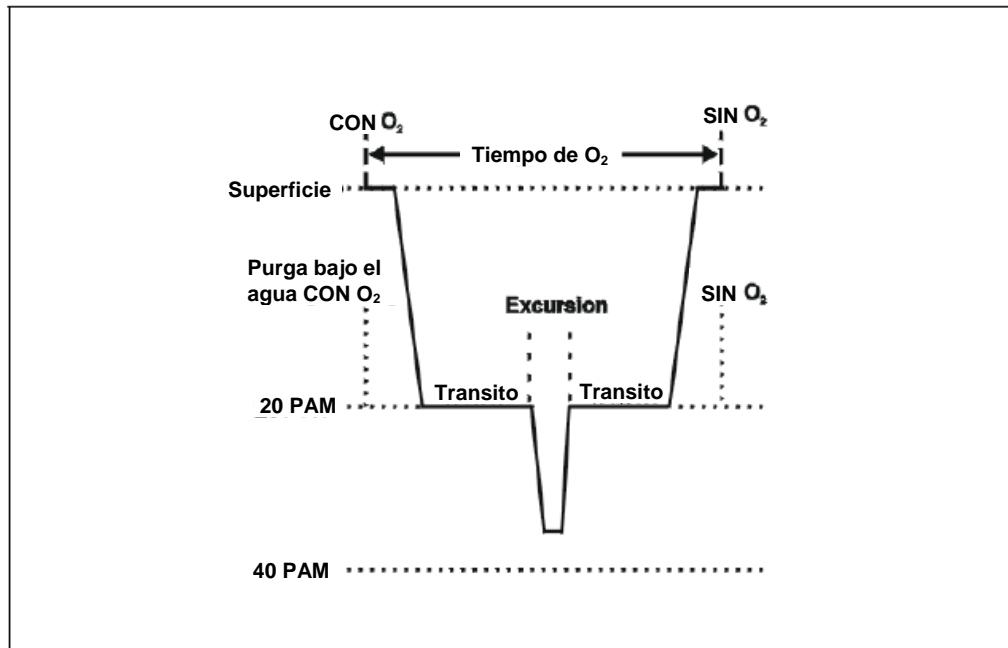 CON O₂
SIN O₂
Tiempo de O₂
Superficie
Purga bajo el
agua CON O₂
SIN O₂
Excursion
Transito
Transito
20 PAM
40 PAM